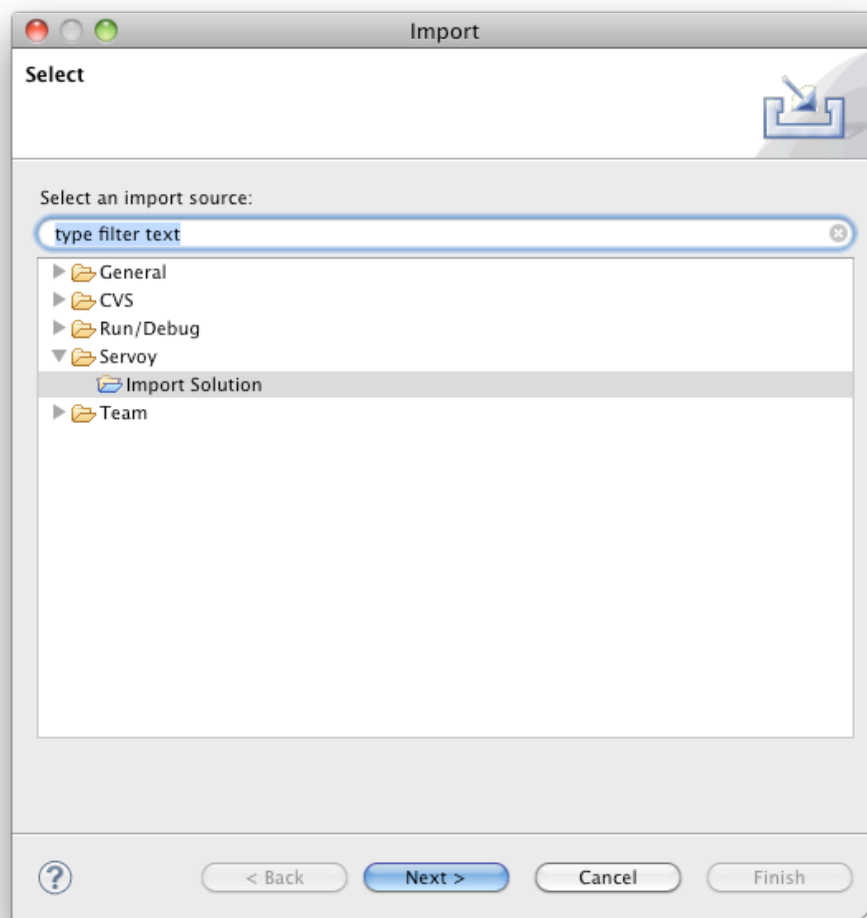 Import
Select
Select an import source:
type filter text
General
CVS
Run/Debug
Servoy
Import Solution
Team
? < Back Next > Cancel Finish